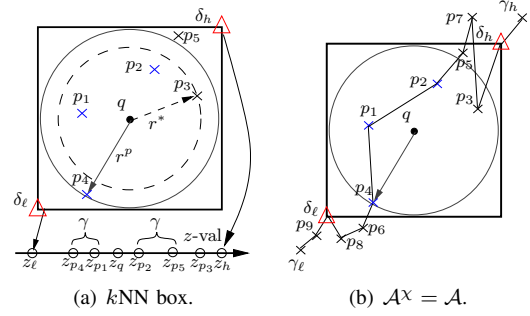 δ_h
p_5
p_2
p_3
p_1
q
r^*
r^p
p_4
δ_ℓ
γ γ z-val
z_ℓ z_{p_4} z_{p_1} z_q z_{p_2} z_{p_5} z_{p_3} z_h
(a) kNN box.
γ_h
p_7
δ_h
p_5
p_2
p_3
p_1
q
p_4
δ_ℓ
p_9 p_6
p_8
γ_ℓ
(b) 𝒜^χ = 𝒜.